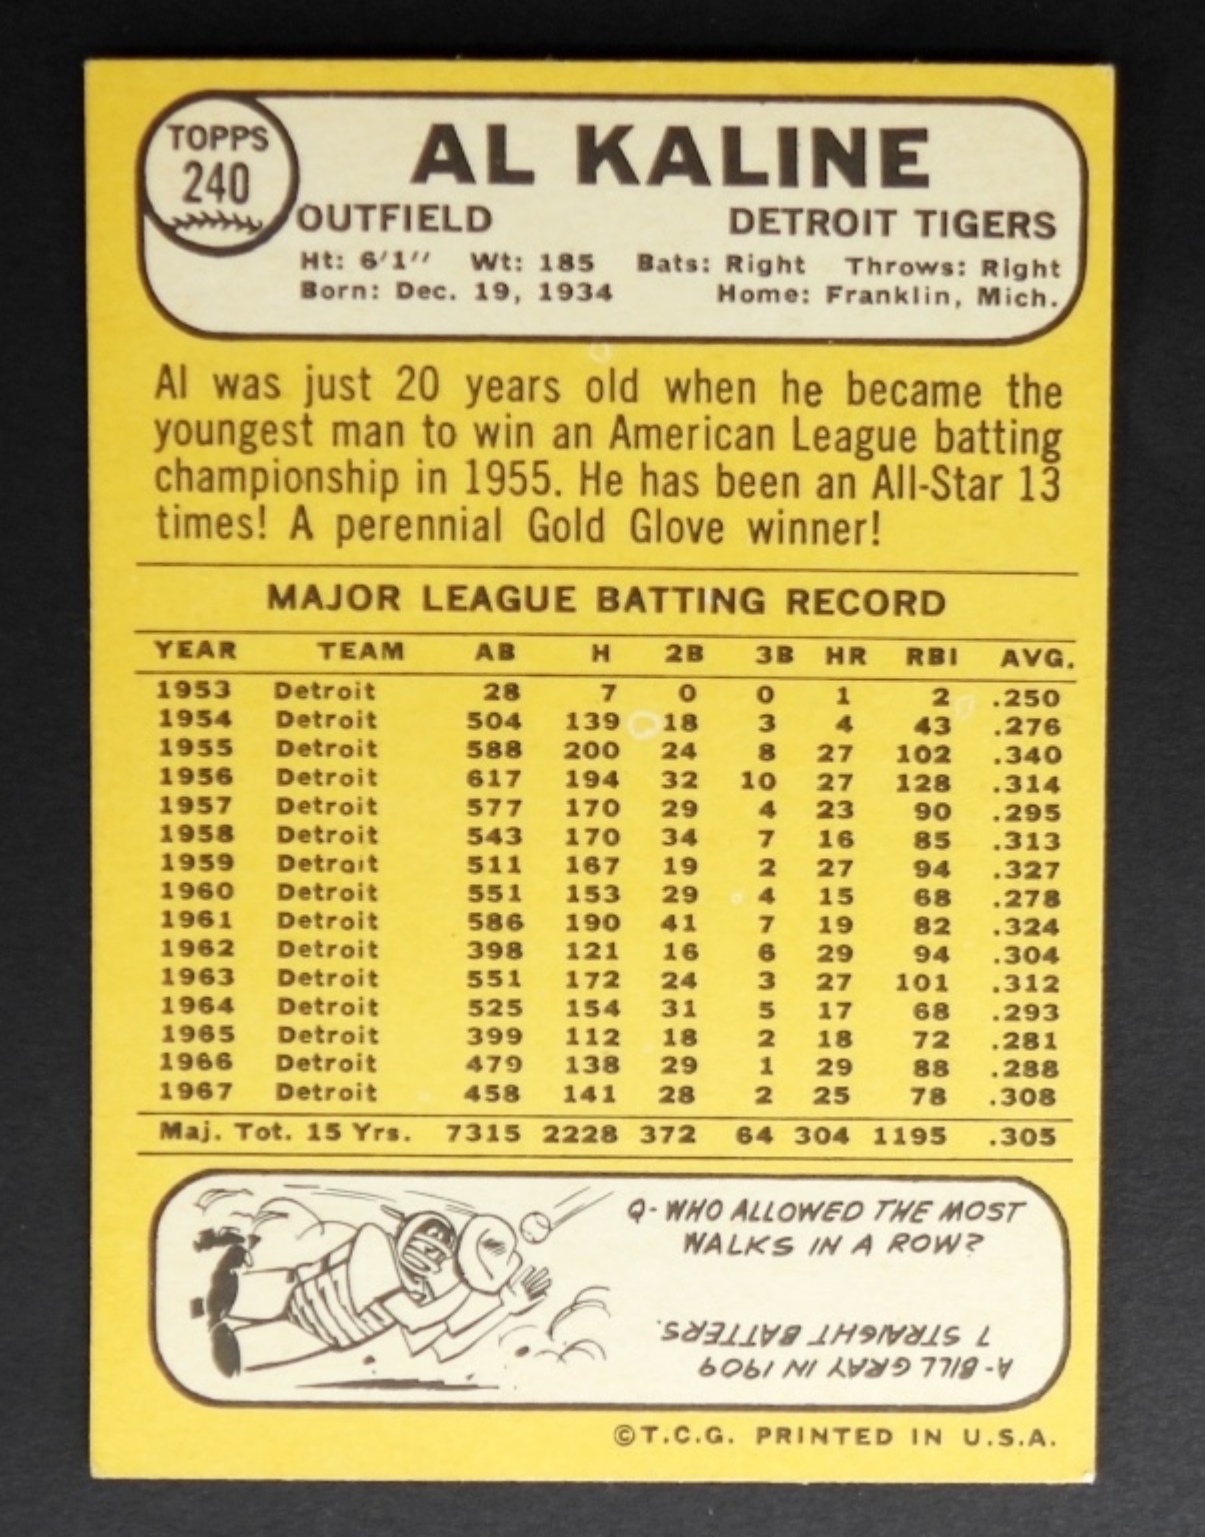 TOPPS
240
AL KALINE
OUTFIELD DETROIT TIGERS
Ht: 6'1" Wt: 185 Bats: Right Throws: Right
Born: Dec. 19, 1934 Home: Franklin, Mich.
Al was just 20 years old when he became the
youngest man to win an American League batting
championship in 1955. He has been an All-Star 13
times! A perennial Gold Glove winner!
MAJOR LEAGUE BATTING RECORD
YEAR TEAM AB H 2B 3B HR RBI AVG.
1953 Detroit 28 7 0 0 1 2 .250
1954 Detroit 504 139 18 3 4 43 .276
1955 Detroit 588 200 24 8 27 102 .340
1956 Detroit 617 194 32 10 27 128 .314
1957 Detroit 577 170 29 4 23 90 .295
1958 Detroit 543 170 34 7 16 85 .313
1959 Detroit 511 167 19 2 27 94 .327
1960 Detroit 551 153 29 4 15 68 .278
1961 Detroit 586 190 41 7 19 82 .324
1962 Detroit 398 121 16 6 29 94 .304
1963 Detroit 551 172 24 3 27 101 .312
1964 Detroit 525 154 31 5 17 68 .293
1965 Detroit 399 112 18 2 18 72 .281
1966 Detroit 479 138 29 1 29 88 .288
1967 Detroit 458 141 28 2 25 78 .308
Maj. Tot. 15 Yrs. 7315 2228 372 64 304 1195 .305
Q- WHO ALLOWED THE MOST
WALKS IN A ROW?
A- BILL GRAY IN 1909
7 STRAIGHT BATTERS.
©T.C.G. PRINTED IN U.S.A.